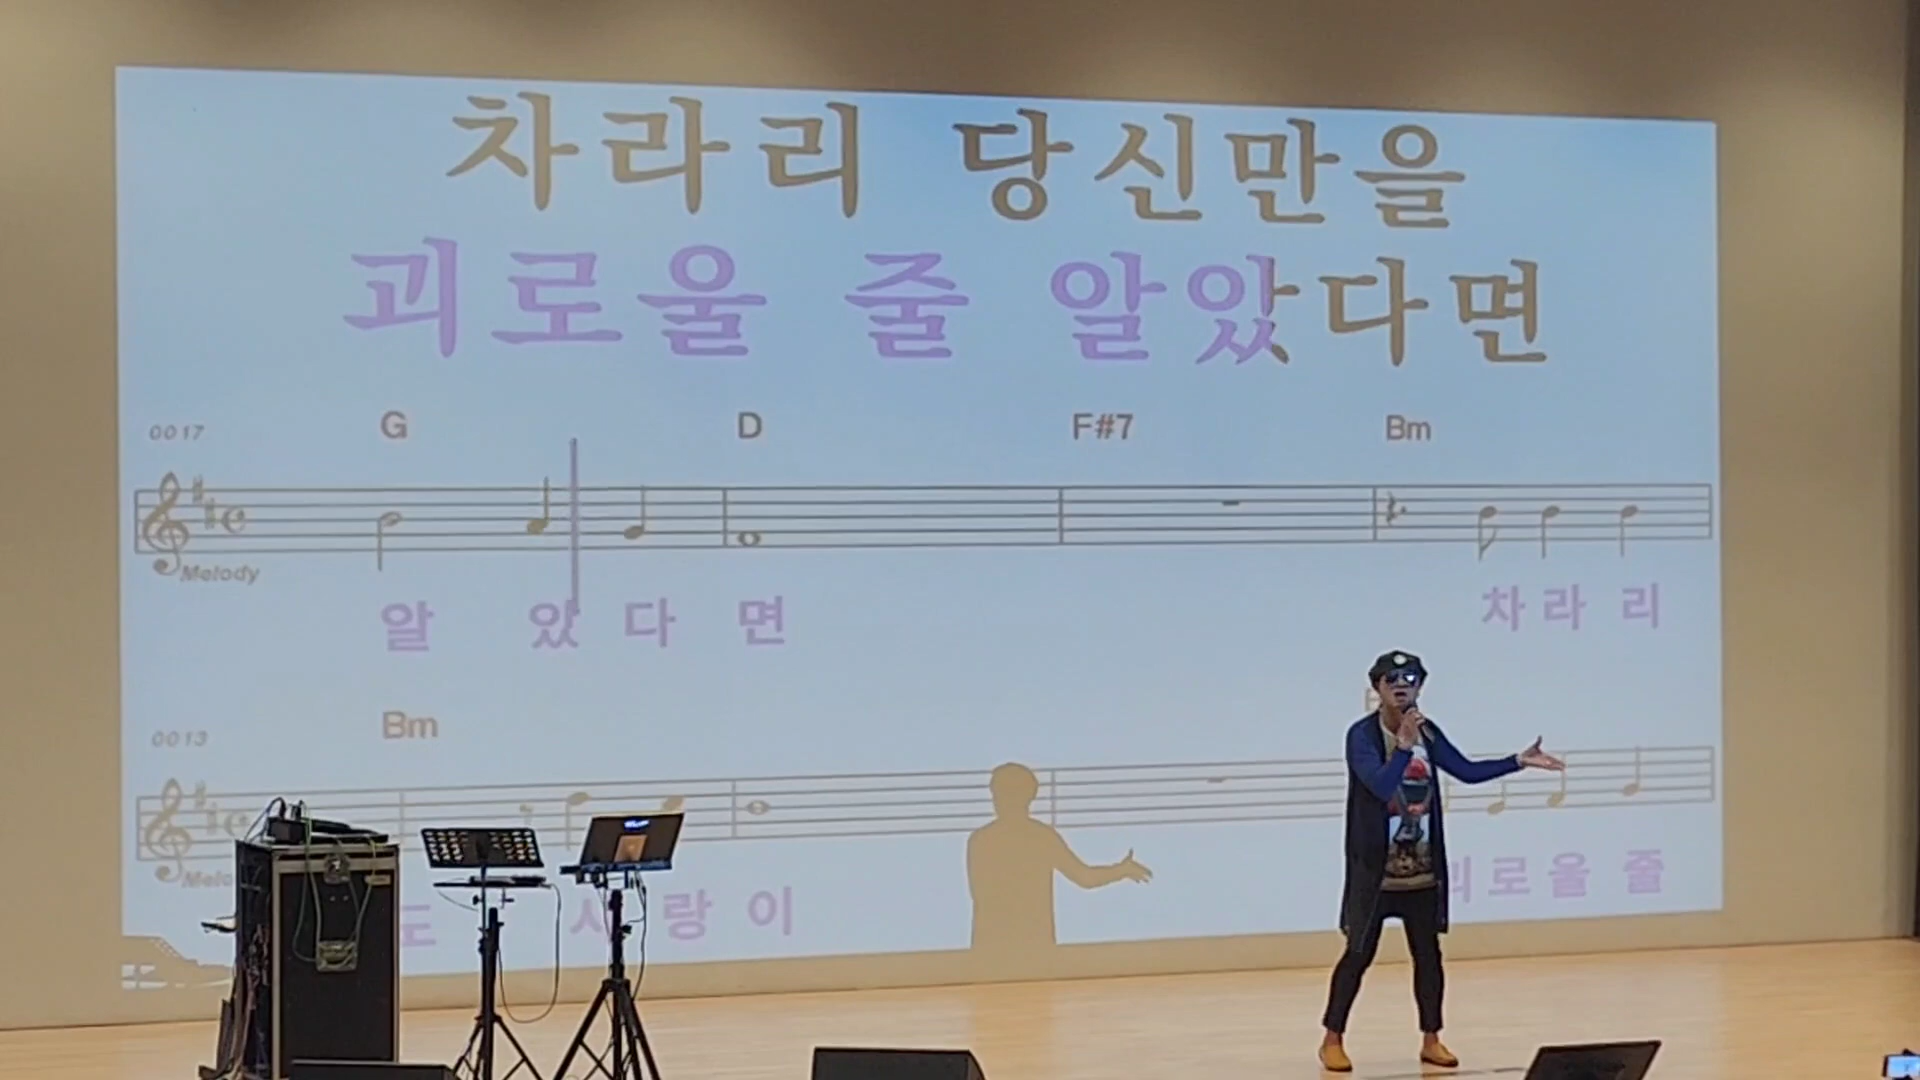 차라리 당신만을
괴로울 줄 알았다면
0017 G D F#7 Bm
Melody
알 았 다 면 차 라 리
0013 Bm
도 사 랑 이 로 울 줄